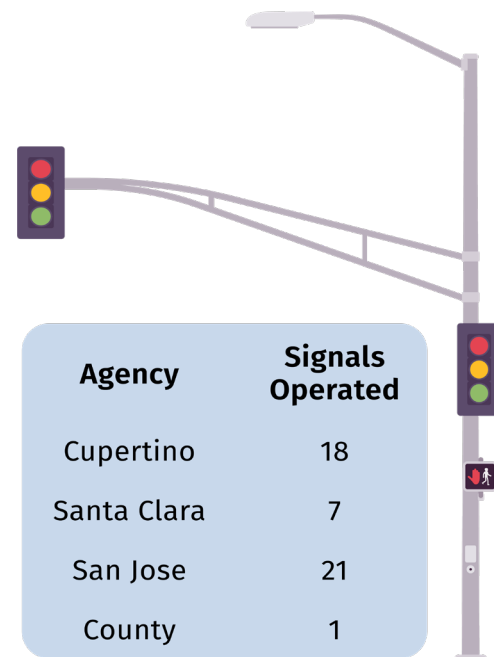 Agency Signals Operated
Cupertino 18
Santa Clara 7
San Jose 21
County 1